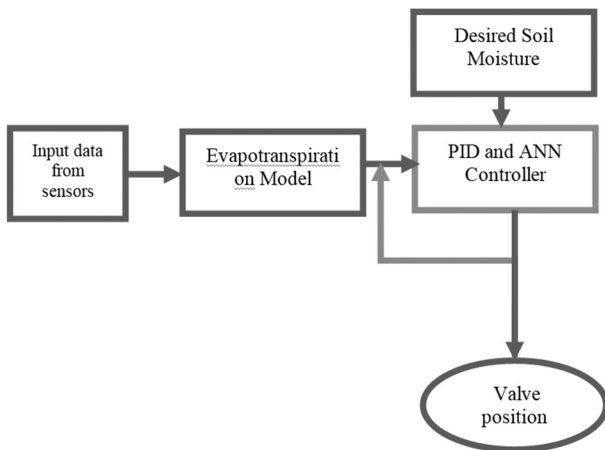 Desired Soil
Moisture
Input data
from
sensors
Evapotranspirati
on Model
PID and ANN
Controller
Valve
position